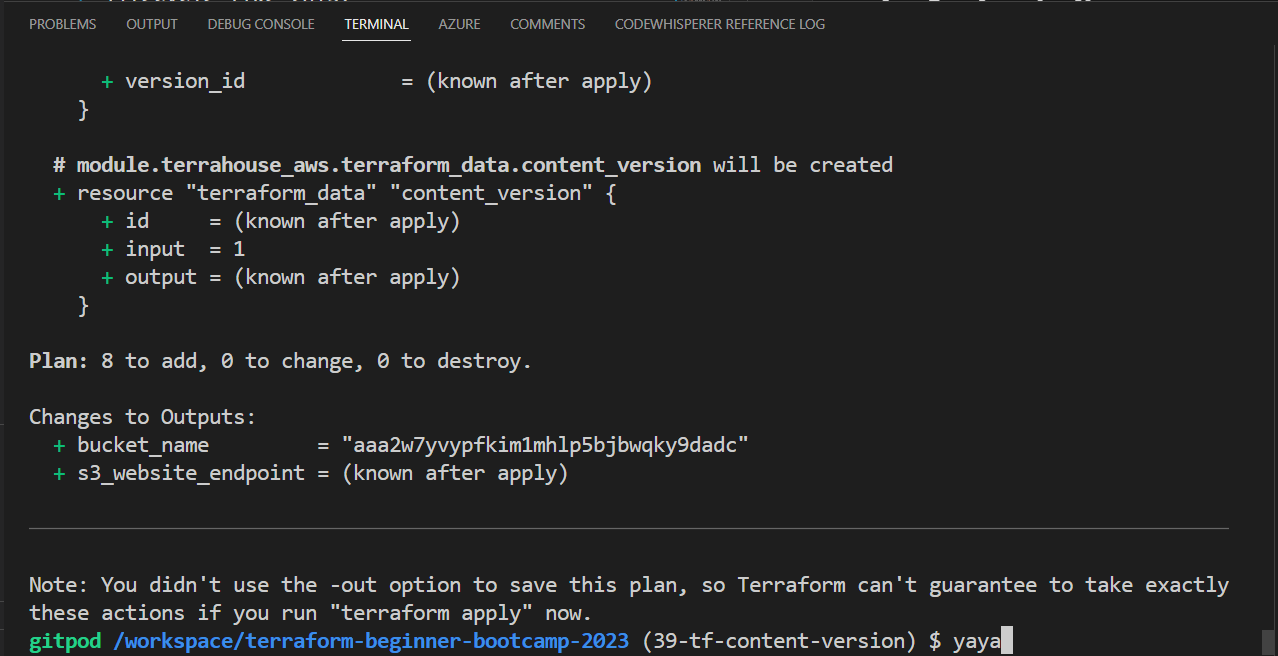 PROBLEMS OUTPUT DEBUG CONSOLE TERMINAL AZURE COMMENTS CODEWHISPERER REFERENCE LOG
+ version_id = (known after apply)
}
# module.terrahouse_aws.terraform_data.content_version will be created
+ resource "terraform_data" "content_version" {
+ id = (known after apply)
+ input = 1
+ output = (known after apply)
}
Plan: 8 to add, 0 to change, 0 to destroy.
Changes to Outputs:
+ bucket_name = "aaa2w7yvypfkim1mhlp5bjbwqky9dadc"
+ s3_website_endpoint = (known after apply)
Note: You didn't use the -out option to save this plan, so Terraform can't guarantee to take exactly
these actions if you run "terraform apply" now.
gitpod /workspace/terraform-beginner-bootcamp-2023 (39-tf-content-version) $ yaya